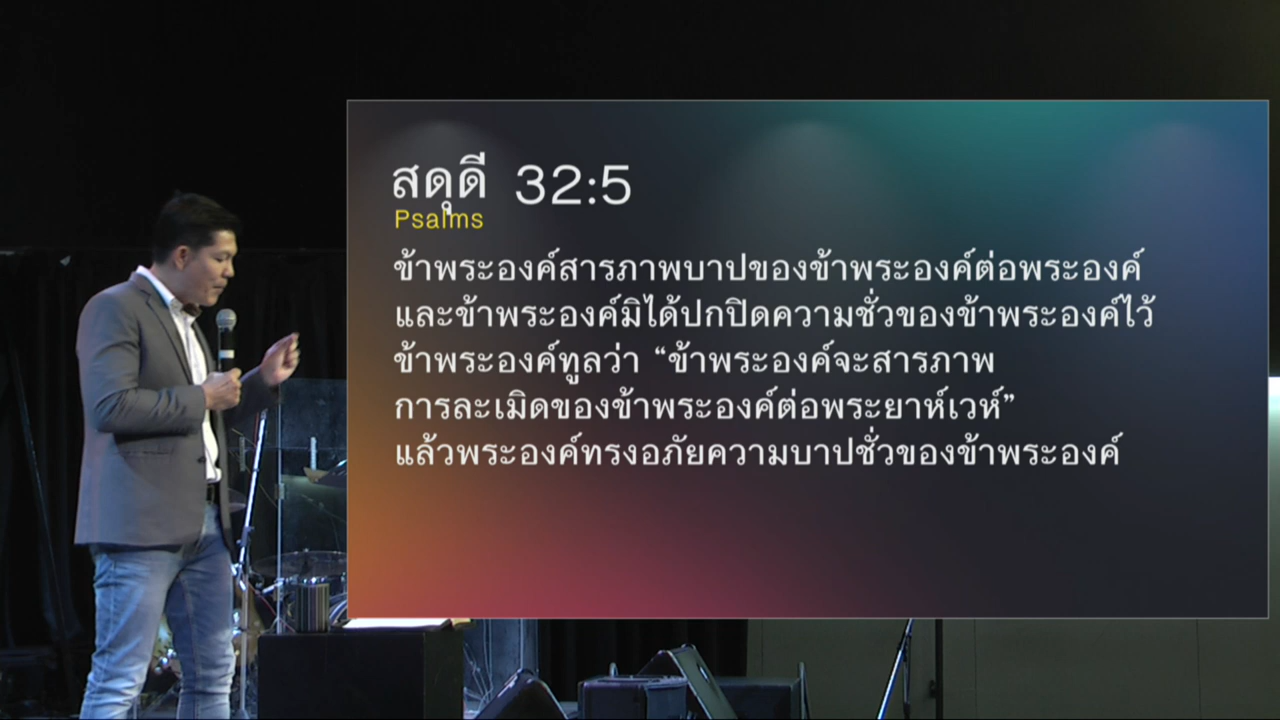 สดุดี 32:5
Psalms
ข้าพระองค์สารภาพบาปของข้าพระองค์ต่อพระองค์
และข้าพระองค์มิได้ปกปิดความชั่วของข้าพระองค์ไว้
ข้าพระองค์ทูลว่า “ข้าพระองค์จะสารภาพ
การละเมิดของข้าพระองค์ต่อพระยาห์เวห์”
แล้วพระองค์ทรงอภัยความบาปชั่วของข้าพระองค์